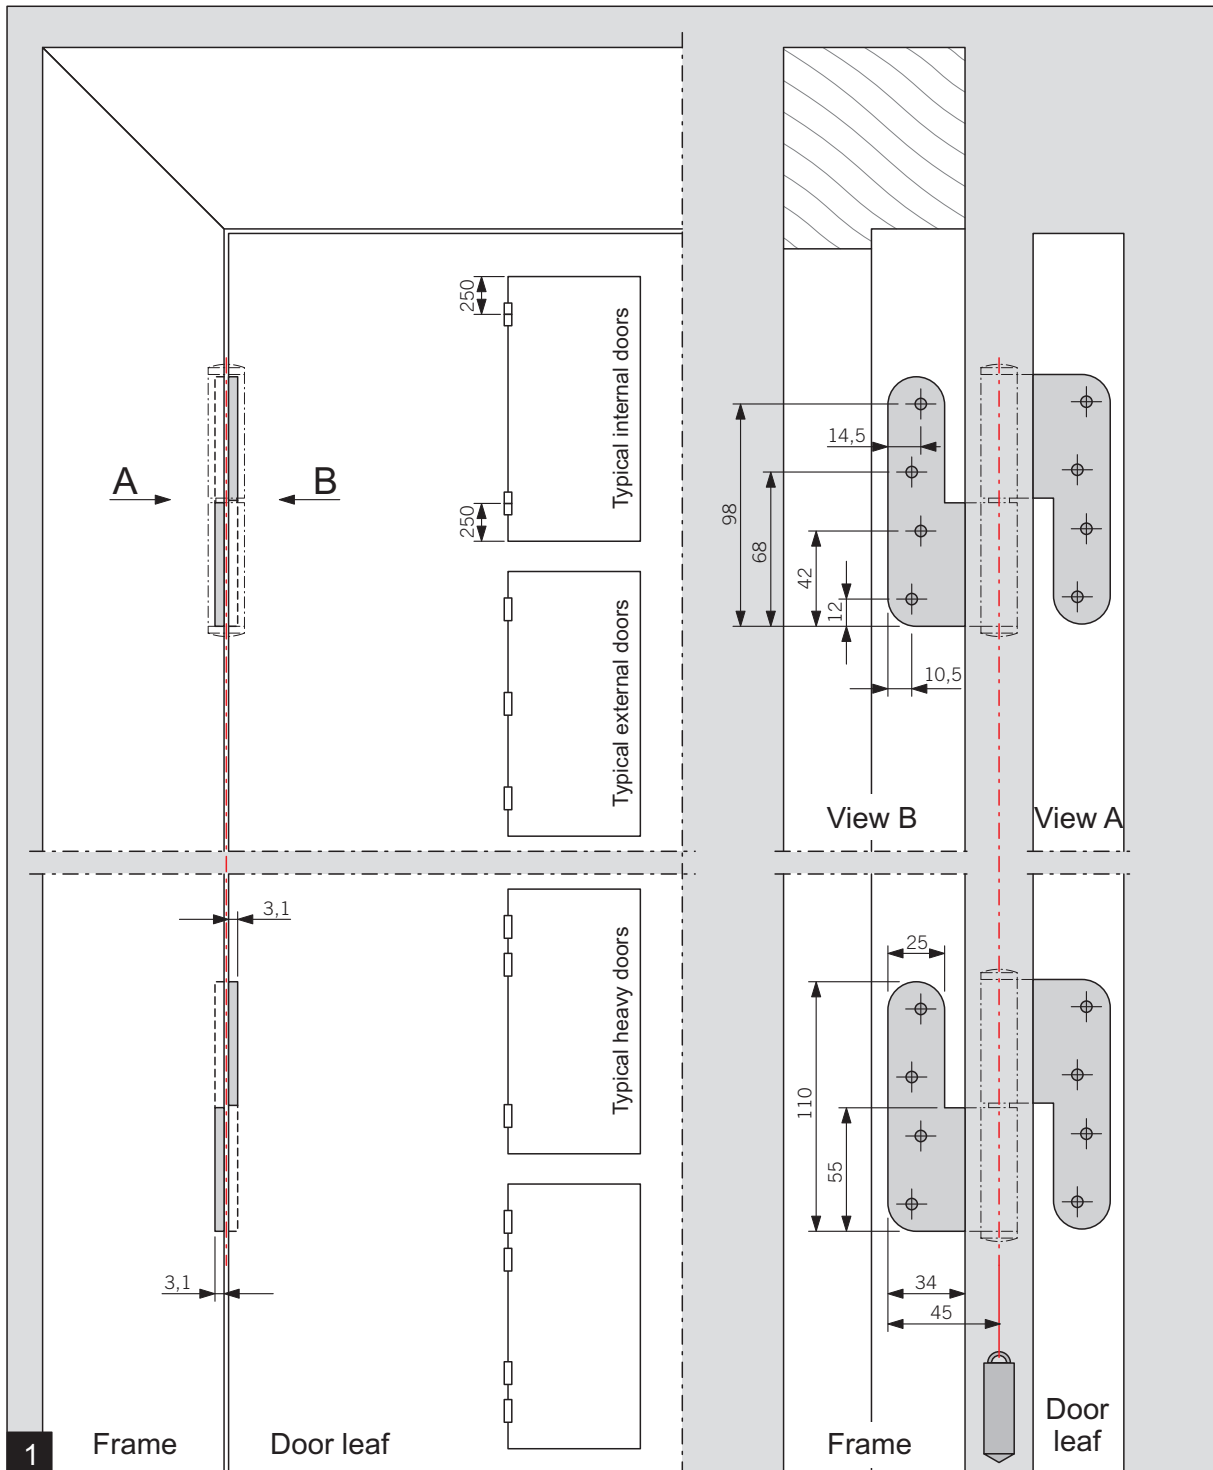 250
Typical internal doors
250
A
B
Typical external doors
14,5
98
68
42
12
10,5
View B
View A
3,1
Typical heavy doors
25
110
55
3,1
34
45
1
Frame
Door leaf
Frame
Door
leaf